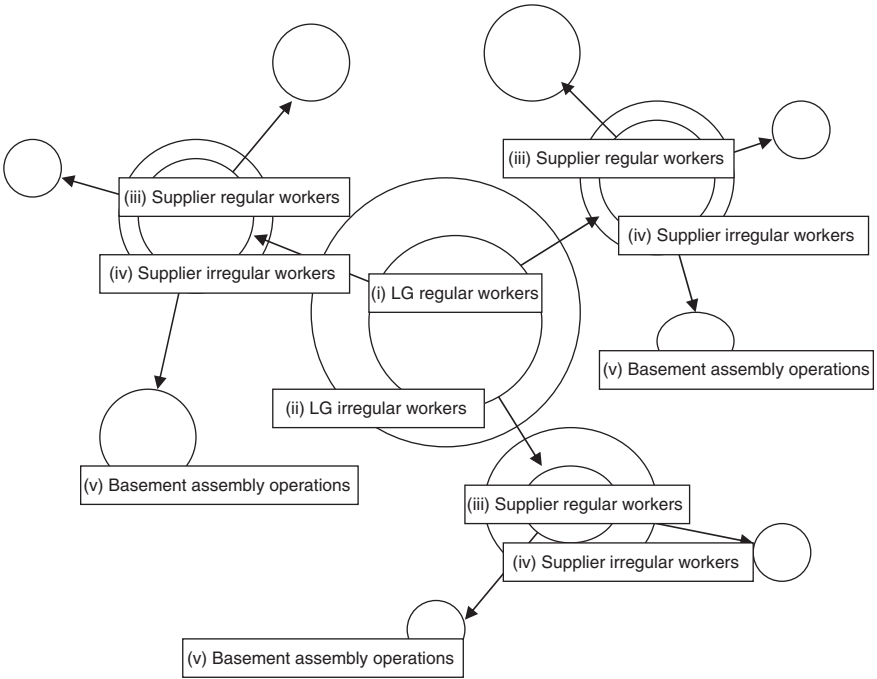 (iii) Supplier regular workers
(iv) Supplier irregular workers
(iii) Supplier regular workers
(iv) Supplier irregular workers
(i) LG regular workers
(ii) LG irregular workers
(v) Basement assembly operations
(v) Basement assembly operations
(iii) Supplier regular workers
(iv) Supplier irregular workers
(v) Basement assembly operations